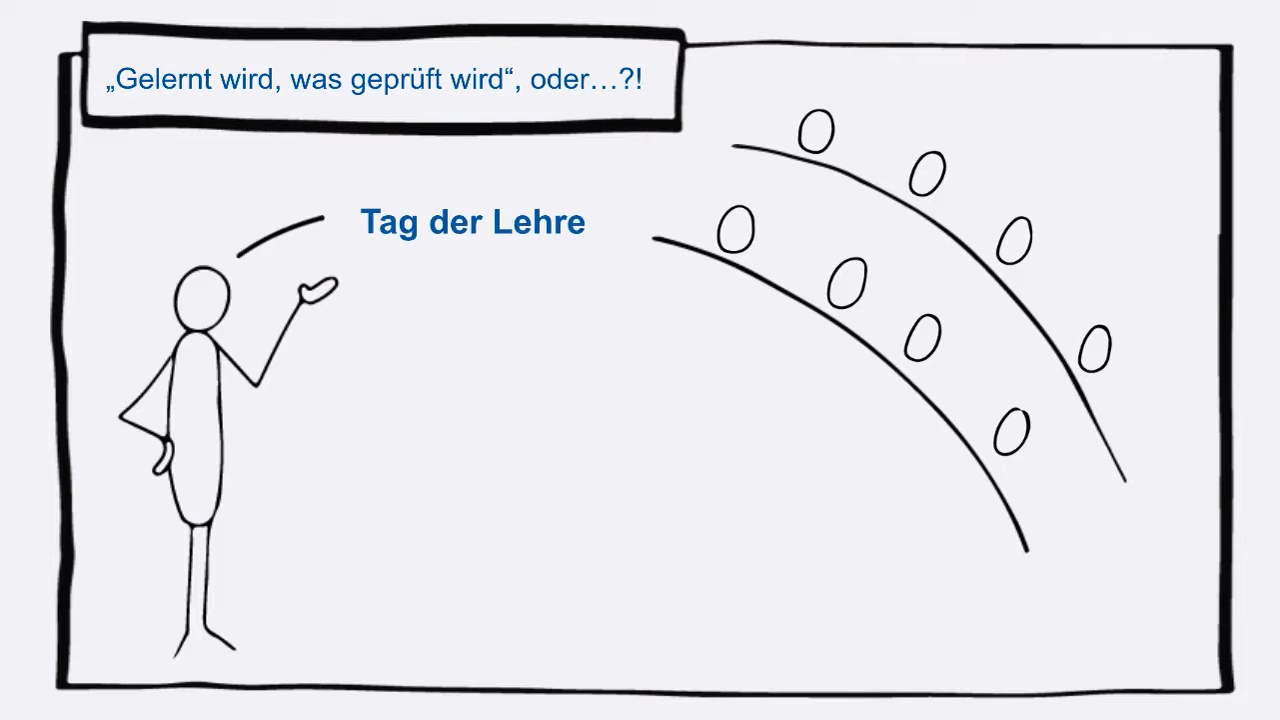 „Gelernt wird, was geprüft wird“, oder…?!
Tag der Lehre